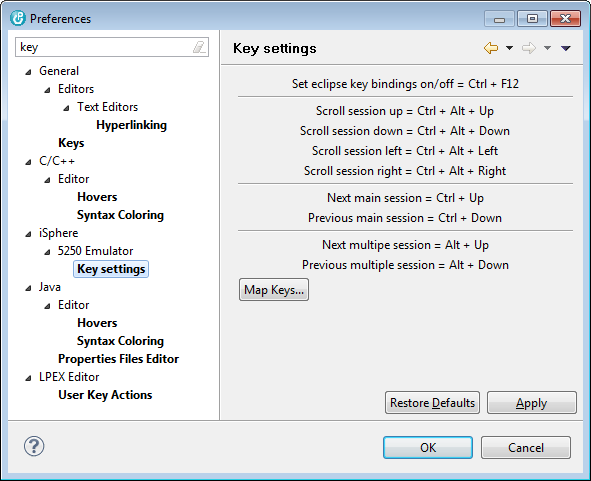 Preferences
key
General
Editors
Text Editors
Hyperlinking
Keys
C/C++
Editor
Hovers
Syntax Coloring
iSphere
5250 Emulator
Key settings
Java
Editor
Hovers
Syntax Coloring
Properties Files Editor
LPEX Editor
User Key Actions
Key settings
Set eclipse key bindings on/off = Ctrl + F12
Scroll session up = Ctrl + Alt + Up
Scroll session down = Ctrl + Alt + Down
Scroll session left = Ctrl + Alt + Left
Scroll session right = Ctrl + Alt + Right
Next main session = Ctrl + Up
Previous main session = Ctrl + Down
Next multipe session = Alt + Up
Previous multiple session = Alt + Down
Map Keys...
Restore Defaults
Apply
?
OK
Cancel